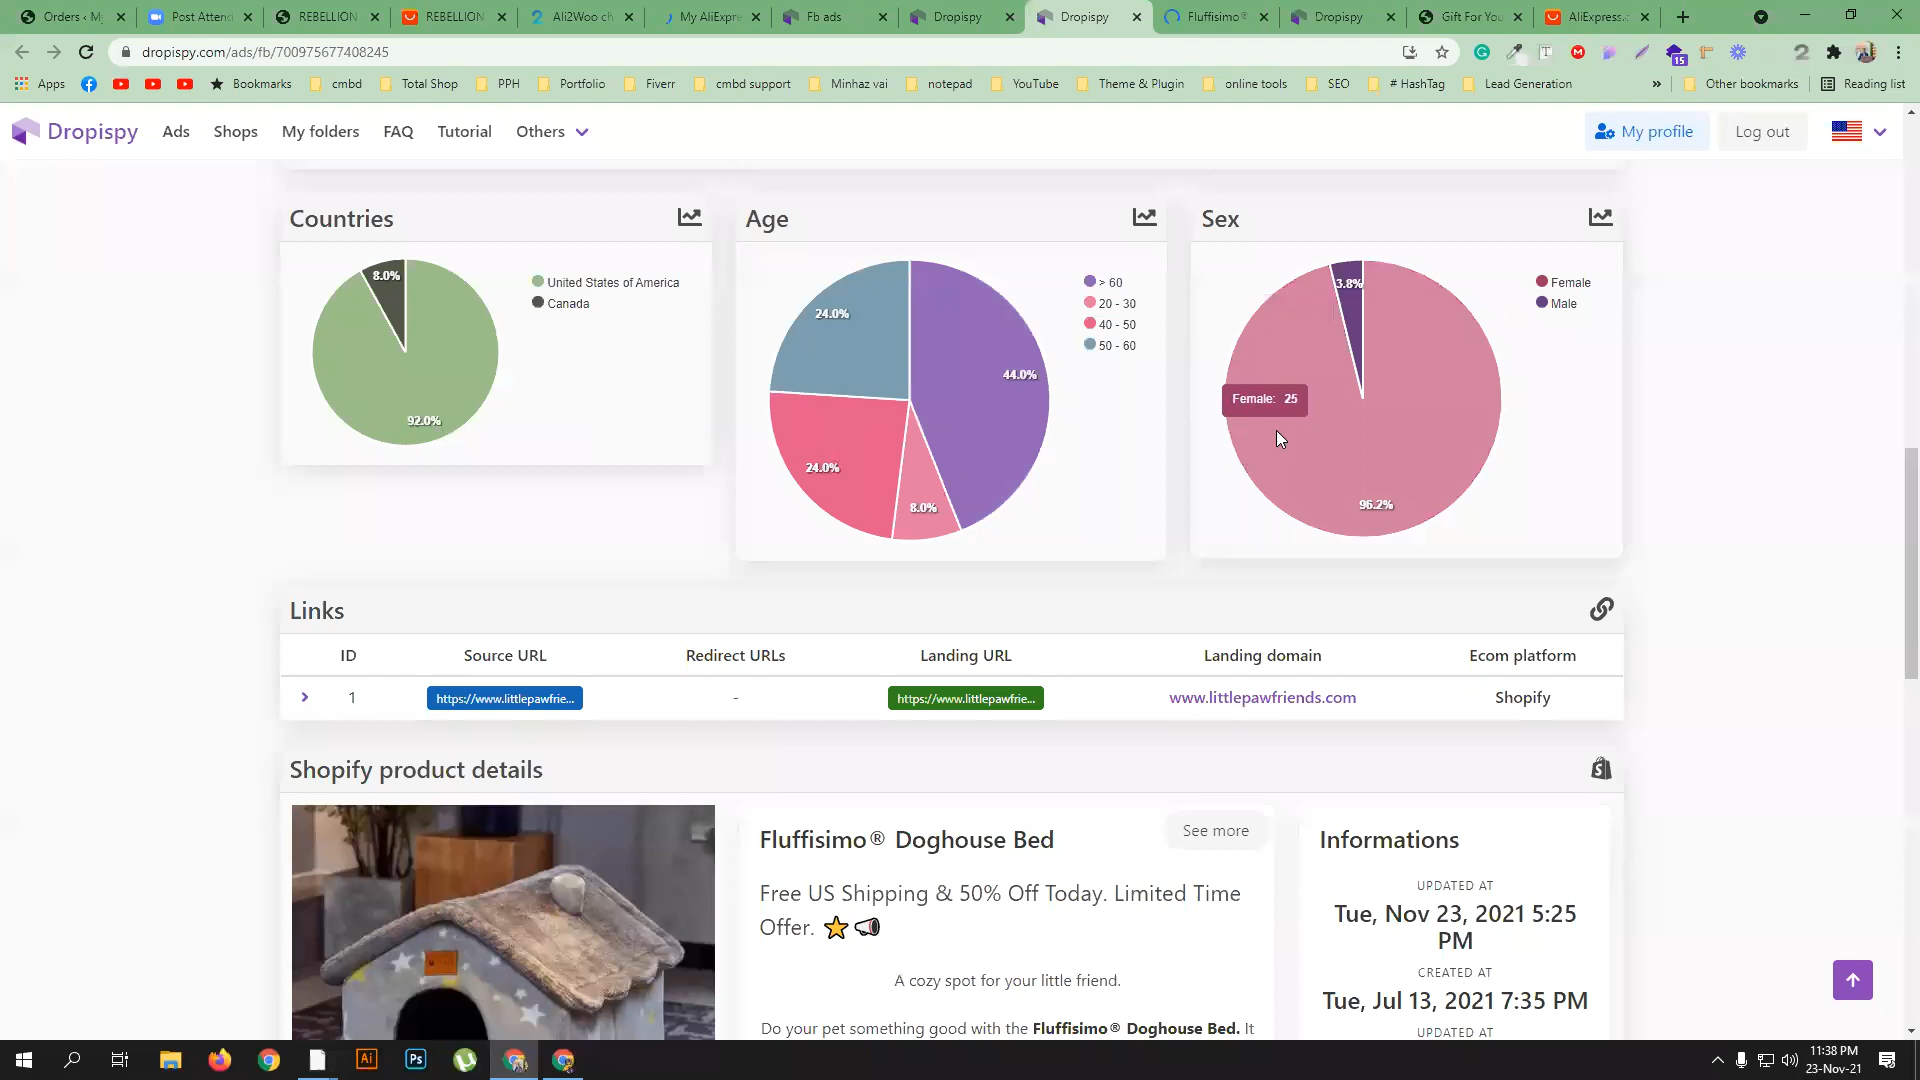 Orders ‹ M
Post Attend
REBELLION
REBELLION
Ali2Woo ch
My AliExpre
Fb ads
Dropispy
Dropispy
Fluffisimo®
Dropispy
Gift For You
AliExpress.
dropispy.com/ads/fb/700975677408245
15
Apps
Bookmarks
cmbd
Total Shop
PPH
Portfolio
Fiverr
cmbd support
Minhaz vai
notepad
YouTube
Theme & Plugin
online tools
SEO
# HashTag
Lead Generation
»
Other bookmarks
Reading list
Dropispy
Ads
Shops
My folders
FAQ
Tutorial
Others
My profile
Log out
Countries
8.0%
92.0%
United States of America
Canada
Age
24.0%
44.0%
24.0%
8.0%
> 60
20 - 30
40 - 50
50 - 60
Sex
3.8%
Female: 25
96.2%
Female
Male
Links
ID Source URL Redirect URLs Landing URL Landing domain Ecom platform
1 https://www.littlepawfrie... - https://www.littlepawfrie... www.littlepawfriends.com Shopify
Shopify product details
Fluffisimo® Doghouse Bed
See more
Free US Shipping & 50% Off Today. Limited Time
Offer. ⭐📣
A cozy spot for your little friend.
Do your pet something good with the Fluffisimo® Doghouse Bed. It
Informations
UPDATED AT
Tue, Nov 23, 2021 5:25
PM
CREATED AT
Tue, Jul 13, 2021 7:35 PM
UPDATED AT
Ai
Ps
11:38 PM
23-Nov-21